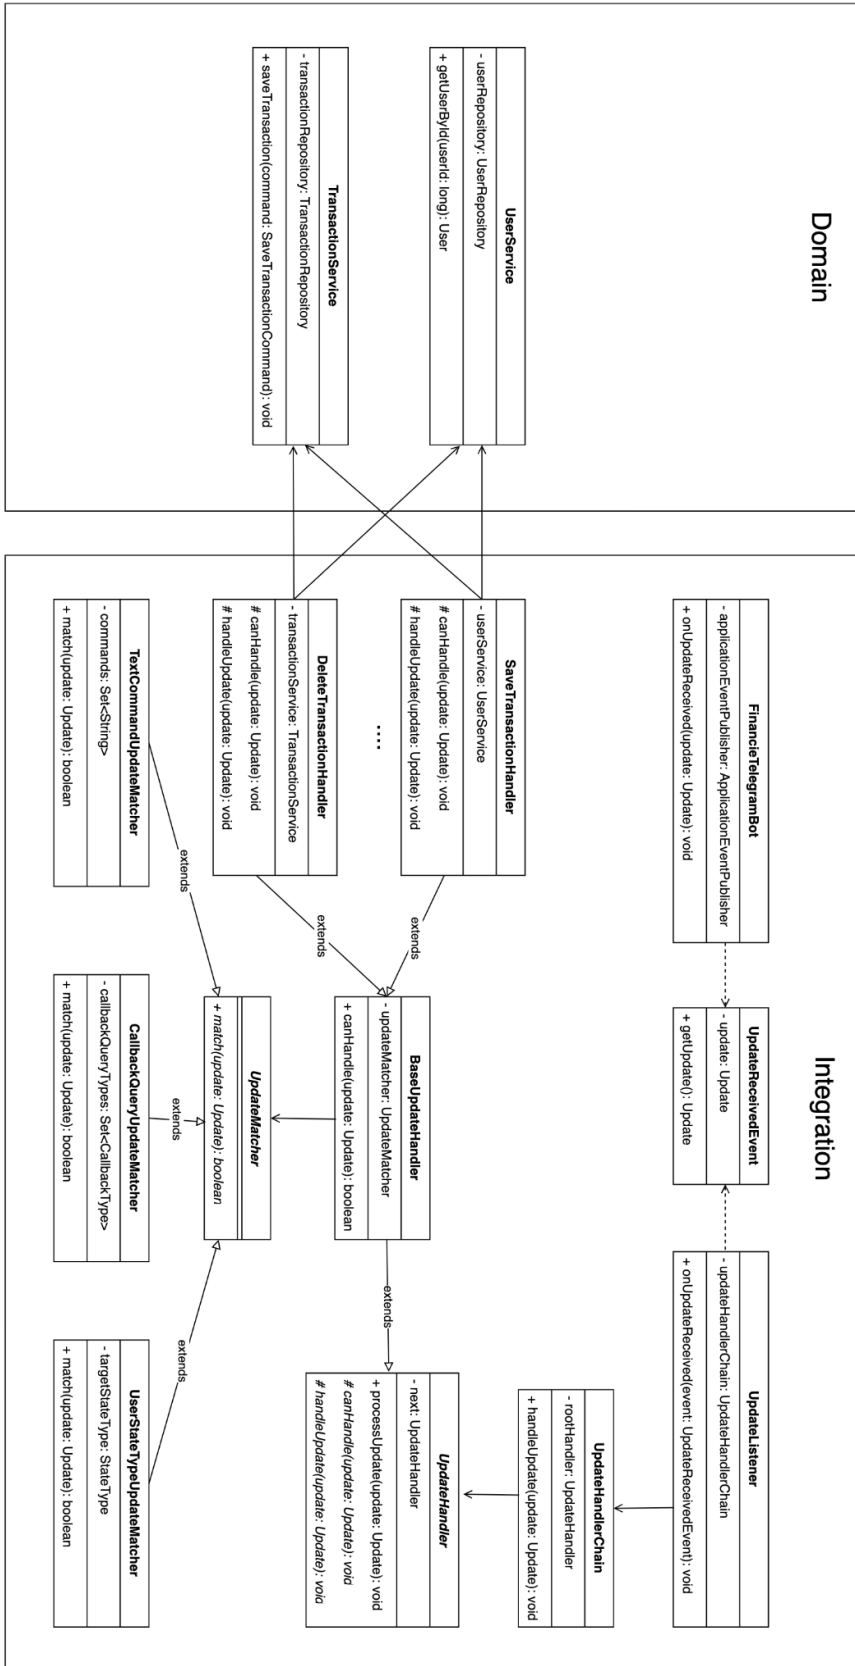 Domain
UserService
- userRepository: UserRepository
+ getUserById(userId: long): User
TransactionService
- transactionRepository: TransactionRepository
+ saveTransaction(command: SaveTransactionCommand): void
Integration
FinancieTelegramBot
- applicationEventPublisher: ApplicationEventPublisher
+ onUpdateReceived(update: Update): void
UpdateReceivedEvent
- update: Update
+ getUpdate(): Update
UpdateListener
- updateHandlerChain: UpdateHandlerChain
+ onUpdateReceived(event: UpdateReceivedEvent): void
SaveTransactionHandler
- userService: UserService
# canHandle(update: Update): void
# handleUpdate(update: Update): void
....
DeleteTransactionHandler
- transactionService: TransactionService
# canHandle(update: Update): void
# handleUpdate(update: Update): void
extends
extends
BaseUpdateHandler
- updateMatcher: UpdateMatcher
+ canHandle(update: Update): boolean
extends
UpdateHandlerChain
- rootHandler: UpdateHandler
+ handleUpdate(update: Update): void
UpdateHandler
- next: UpdateHandler
+ processUpdate(update: Update): void
# canHandle(update: Update): void
# handleUpdate(update: Update): void
UpdateMatcher
+ match(update: Update): boolean
extends
extends
extends
TextCommandUpdateMatcher
- commands: Set<String>
+ match(update: Update): boolean
CallbackQueryUpdateMatcher
- callbackQueryTypes: Set<CallbackType>
+ match(update: Update): boolean
UserStateTypeUpdateMatcher
- targetStateType: StateType
+ match(update: Update): boolean